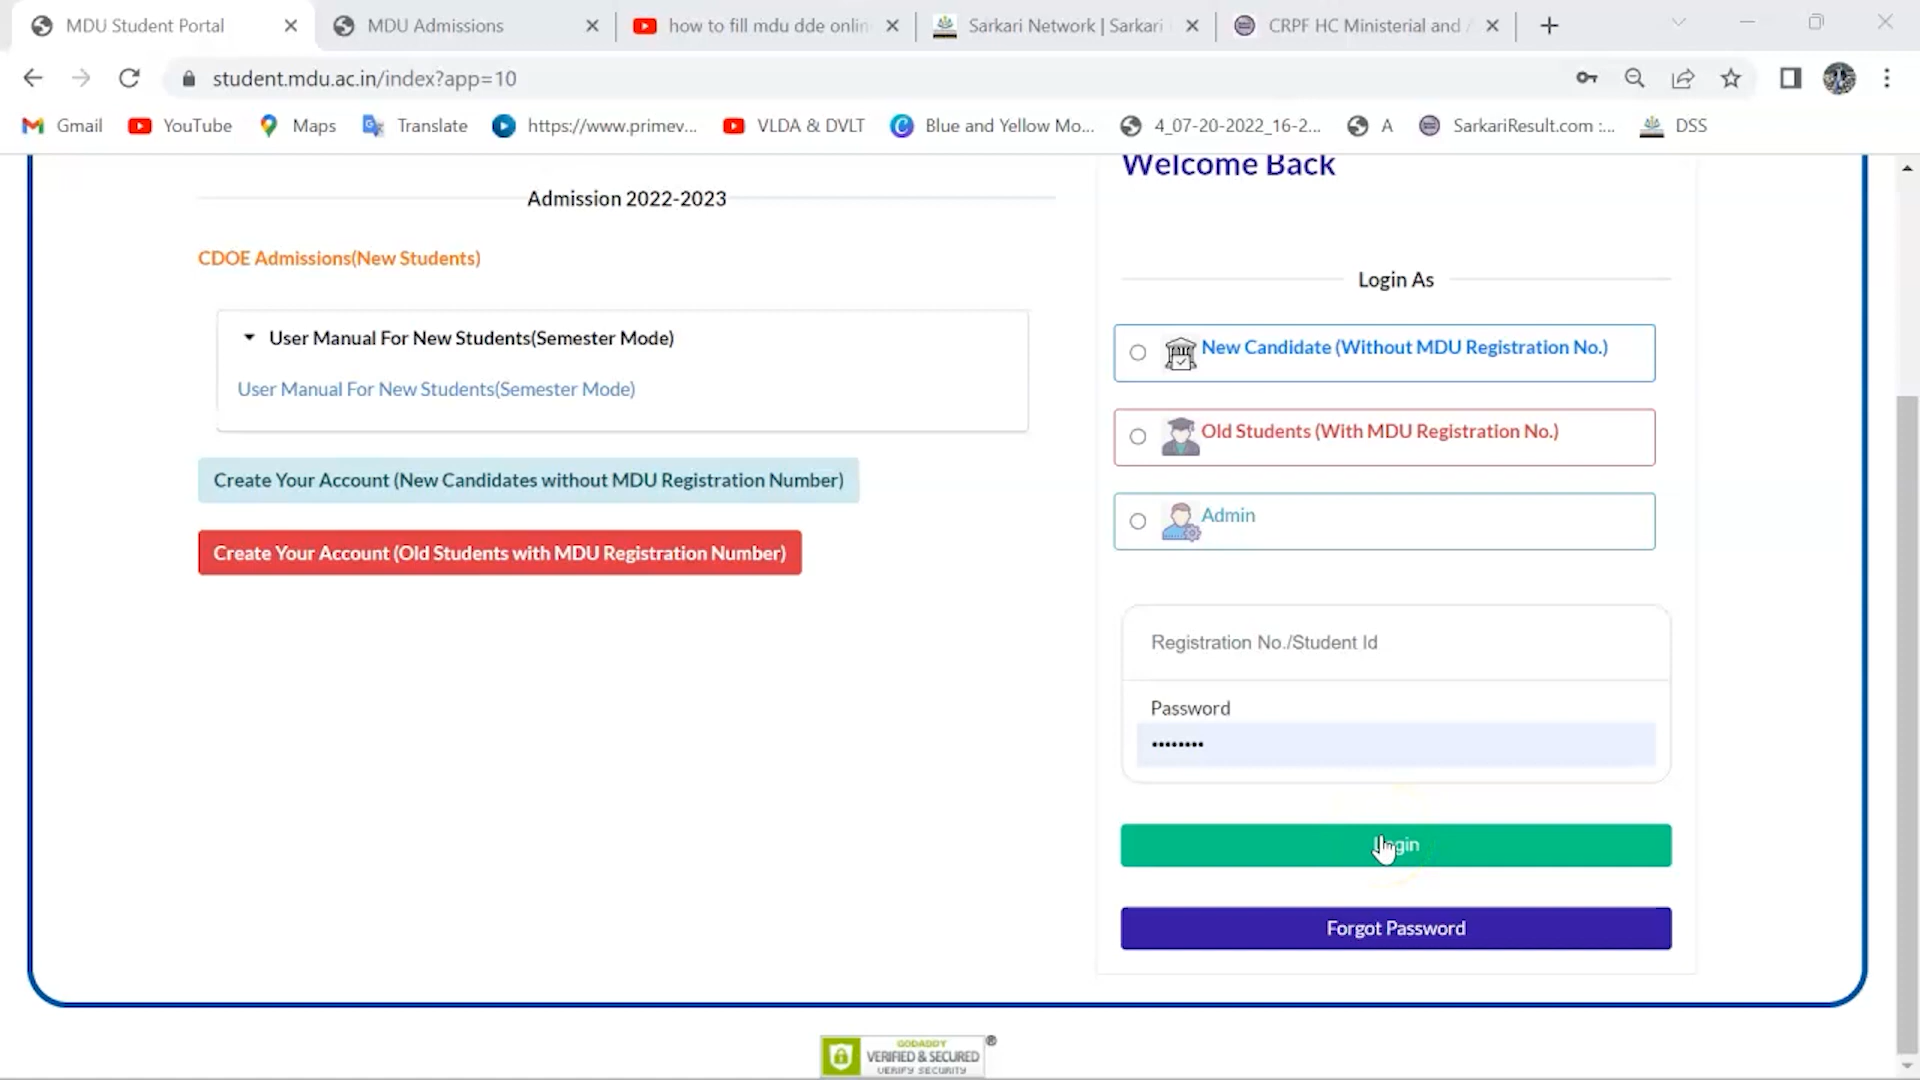 MDU Student Portal
MDU Admissions
how to fill mdu dde onlin
Sarkari Network | Sarkari
CRPF HC Ministerial and
student.mdu.ac.in/index?app=10
Gmail
YouTube
Maps
Translate
https://www.primev...
VLDA & DVLT
Blue and Yellow Mo...
4_07-20-2022_16-2...
A
SarkariResult.com :...
DSS
Welcome Back
Admission 2022-2023
CDOE Admissions(New Students)
Login As
User Manual For New Students(Semester Mode)
New Candidate (Without MDU Registration No.)
User Manual For New Students(Semester Mode)
Old Students (With MDU Registration No.)
Create Your Account (New Candidates without MDU Registration Number)
Admin
Create Your Account (Old Students with MDU Registration Number)
Registration No./Student Id
Password
••••••••
Login
Forgot Password
GODADDY ®
VERIFIED & SECURED
VERIFY SECURITY